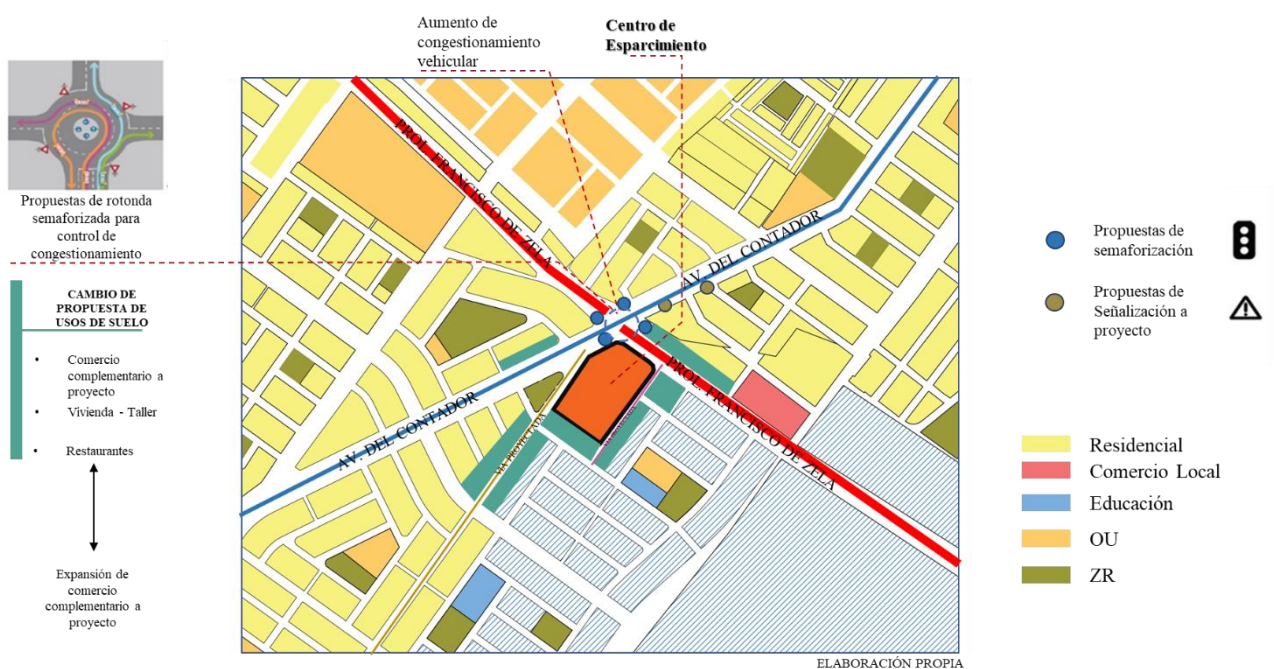 Aumento de
congestionamiento
vehicular
Centro de
Esparcimiento
Propuestas de rotonda
semaforizada para
control de
congestionamiento
CAMBIO DE
PROPUESTA DE
USOS DE SUELO
• Comercio
complementario a
proyecto
• Vivienda - Taller
• Restaurantes
Expansión de
comercio
complementario a
proyecto
PROL. FRANCISCO DE ZELA
AV. DEL CONTADOR
AV. DEL CONTADOR
PROL. FRANCISCO DE ZELA
VIA PROYECTADA
Propuestas de
semaforización
Propuestas de
Señalización a
proyecto
Residencial
Comercio Local
Educación
OU
ZR
ELABORACIÓN PROPIA